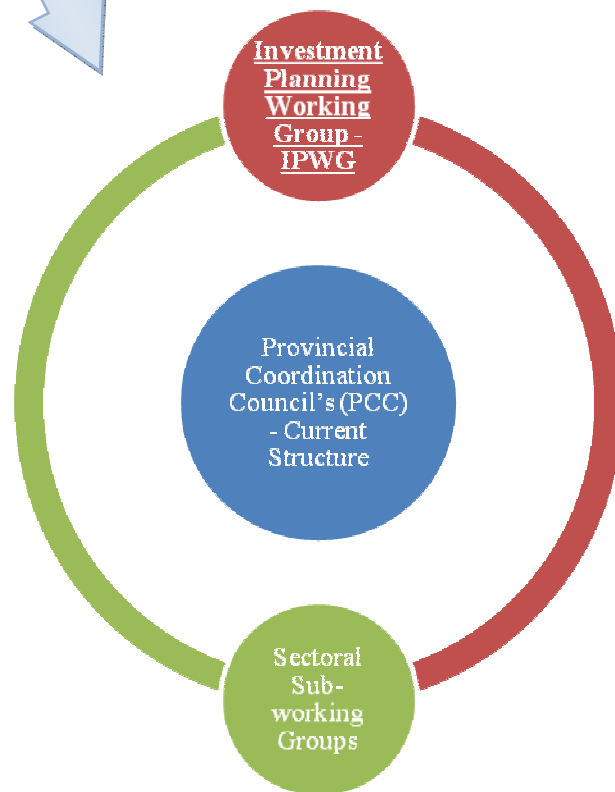 Investment
Planning
Working
Group -
IPWG
Provincial
Coordination
Council's (PCC)
- Current
Structure
Sectoral
Sub-
working
Groups